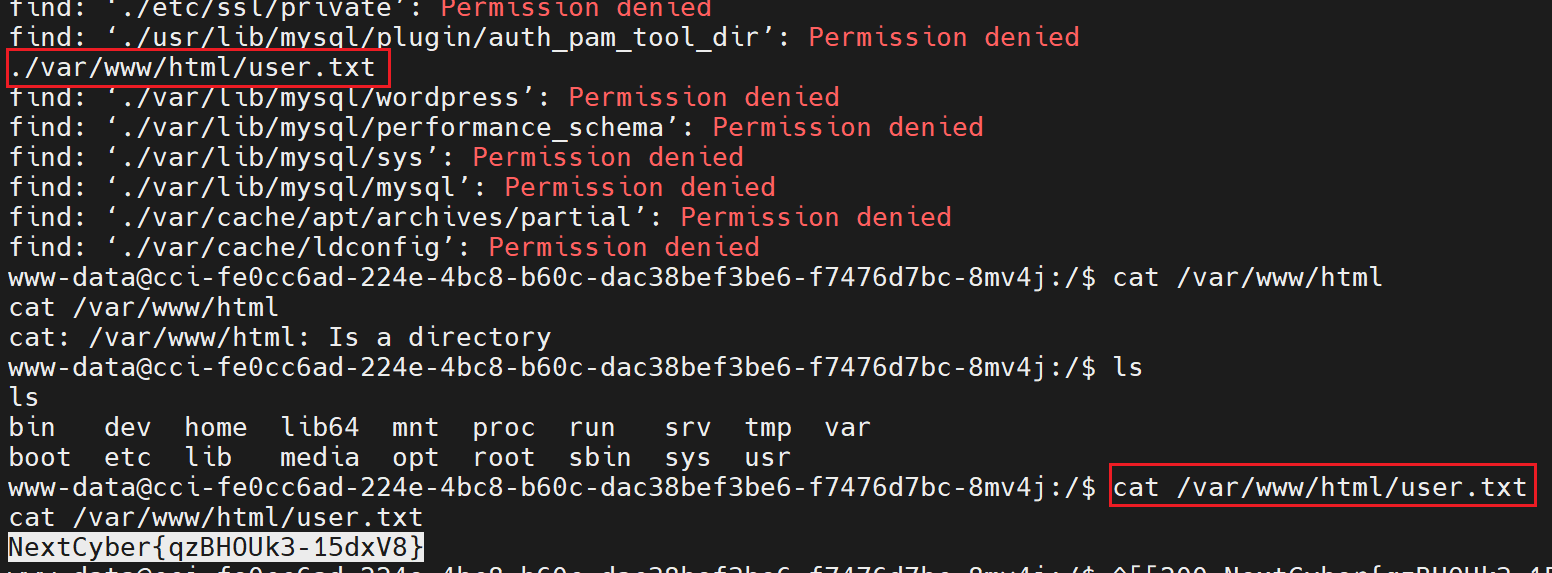 find: ‘./etc/ssl/private’: Permission denied
find: ‘./usr/lib/mysql/plugin/auth_pam_tool_dir’: Permission denied
./var/www/html/user.txt
find: ‘./var/lib/mysql/wordpress’: Permission denied
find: ‘./var/lib/mysql/performance_schema’: Permission denied
find: ‘./var/lib/mysql/sys’: Permission denied
find: ‘./var/lib/mysql/mysql’: Permission denied
find: ‘./var/cache/apt/archives/partial’: Permission denied
find: ‘./var/cache/ldconfig’: Permission denied
www-data@cci-fe0cc6ad-224e-4bc8-b60c-dac38bef3be6-f7476d7bc-8mv4j:/$ cat /var/www/html
cat /var/www/html
cat: /var/www/html: Is a directory
www-data@cci-fe0cc6ad-224e-4bc8-b60c-dac38bef3be6-f7476d7bc-8mv4j:/$ ls
ls
bin   dev  home  lib64  mnt  proc  run   srv  tmp  var
boot  etc  lib   media  opt  root  sbin  sys  usr
www-data@cci-fe0cc6ad-224e-4bc8-b60c-dac38bef3be6-f7476d7bc-8mv4j:/$ cat /var/www/html/user.txt
cat /var/www/html/user.txt
NextCyber{qzBHOUk3-15dxV8}